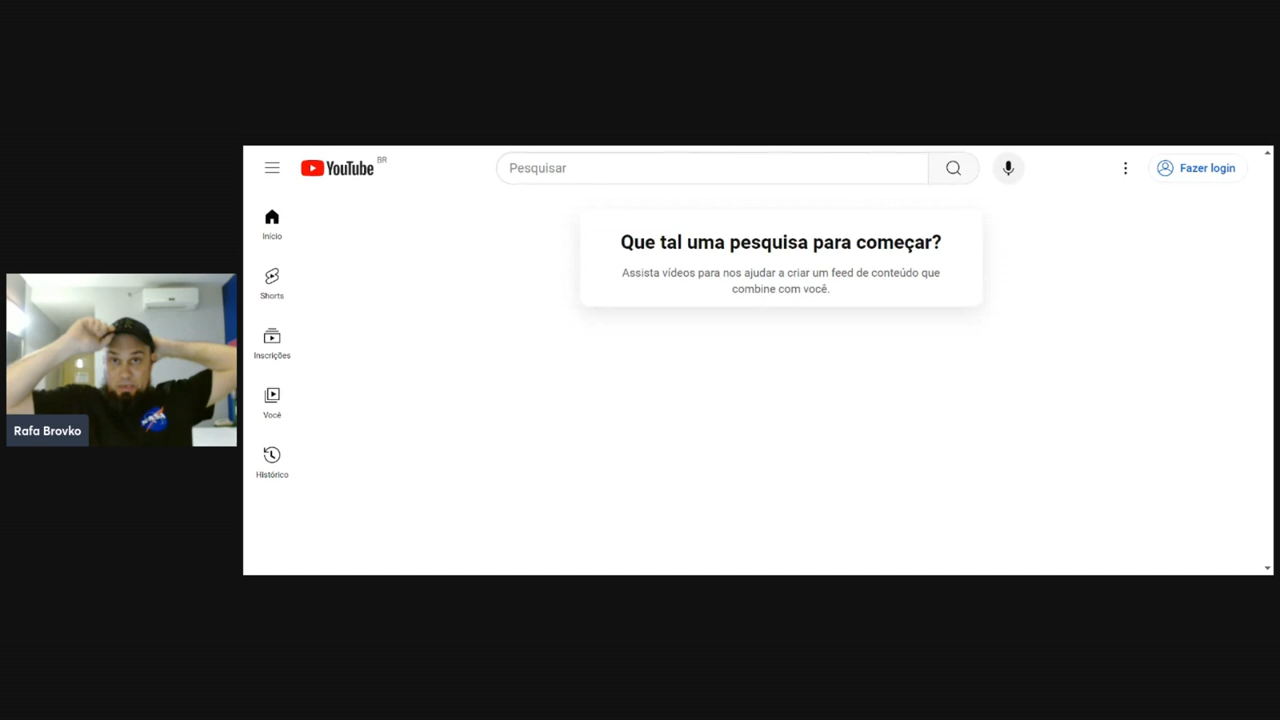 YouTube BR
Pesquisar
Fazer login
Início
Shorts
Inscrições
Você
Histórico
Que tal uma pesquisa para começar?
Assista vídeos para nos ajudar a criar um feed de conteúdo que
combine com você.
NASA
Rafa Brovko